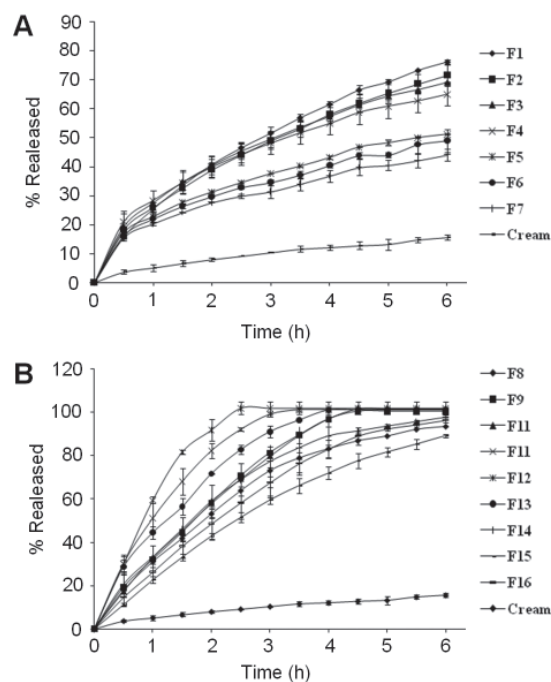 A
90
80
70
60
50
40
30
20
10
0
% Realeased
0 1 2 3 4 5 6
Time (h)
F1
F2
F3
F4
F5
F6
F7
Cream
B
120
100
80
60
40
20
0
% Realeased
0 1 2 3 4 5 6
Time (h)
F8
F9
F11
F11
F12
F13
F14
F15
F16
Cream